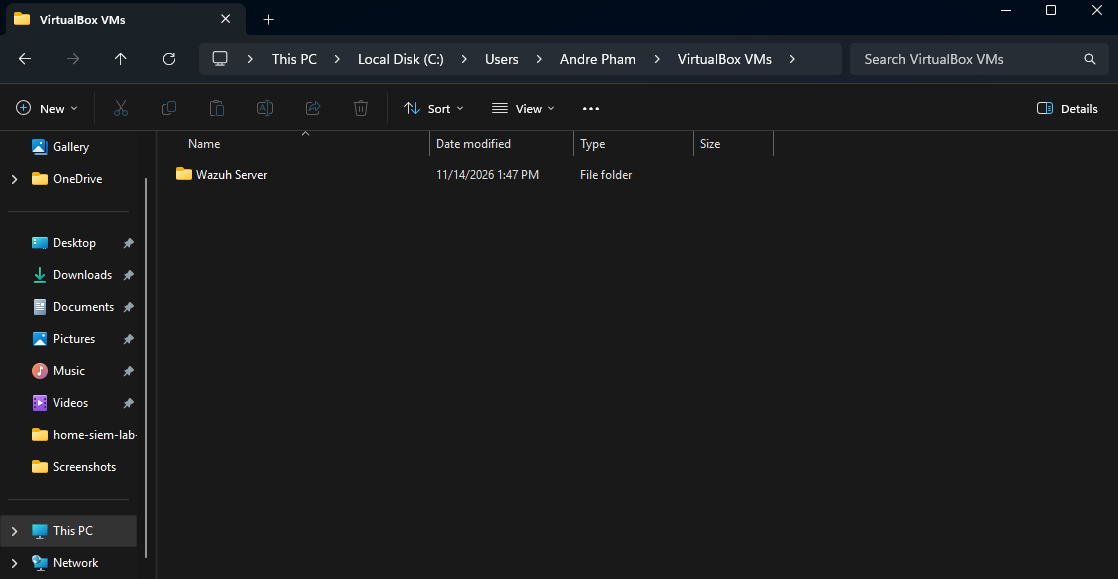 VirtualBox VMs
This PC > Local Disk (C:) > Users > Andre Pham > VirtualBox VMs >
Search VirtualBox VMs
New
Sort
View
Details
Gallery
OneDrive
Desktop
Downloads
Documents
Pictures
Music
Videos
home-siem-lab-
Screenshots
This PC
Network
Name Date modified Type Size
Wazuh Server 11/14/2026 1:47 PM File folder